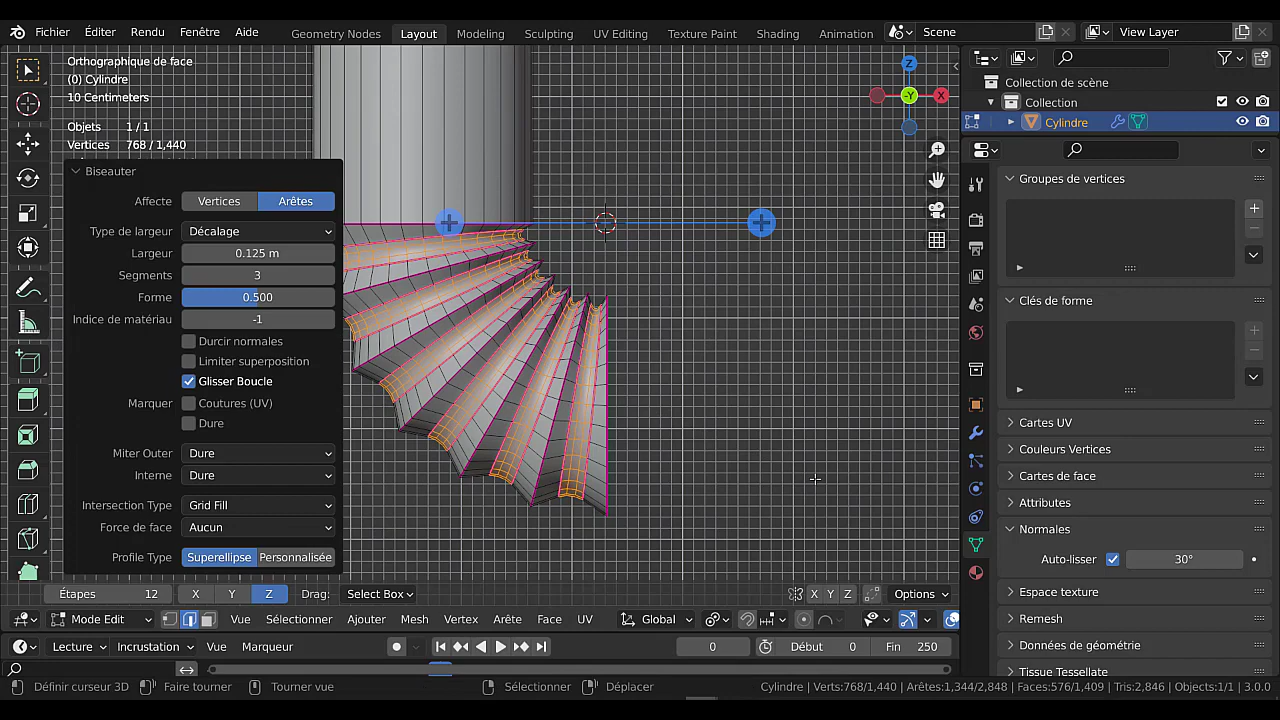 Fichier Éditer Rendu Fenêtre Aide Geometry Nodes Layout Modeling Sculpting UV Editing Texture Paint Shading Animation Scene View Layer
Orthographique de face
(0) Cylindre
10 Centimeters
Objets 1 / 1
Vertices 768 / 1,440
Z
-Y
X
Biseauter
Affecte Vertices Arêtes
Type de largeur Décalage
Largeur 0.125 m
Segments 3
Forme 0.500
Indice de matériau -1
Durcir normales
Limiter superposition
Glisser Boucle
Marquer Coutures (UV)
Dure
Miter Outer Dure
Interne Dure
Intersection Type Grid Fill
Force de face Aucun
Profile Type Superellipse Personnalisée
Étapes 12 X Y Z Drag: Select Box X Y Z Options
Mode Edit Vue Sélectionner Ajouter Mesh Vertex Arête Face UV Global
Lecture Incrustation Vue Marqueur 0 Début 0 Fin 250
Définir curseur 3D Faire tourner Tourner vue Sélectionner Déplacer Cylindre | Verts:768/1,440 | Arêtes:1,344/2,848 | Faces:576/1,409 | Tris:2,846 | Objects:1/1 | 3.0.0
Collection de scène
Collection
Cylindre
Groupes de vertices
Clés de forme
Cartes UV
Couleurs Vertices
Cartes de face
Attributes
Normales
Auto-lisser 30°
Espace texture
Remesh
Données de géométrie
Tissue Tessellate